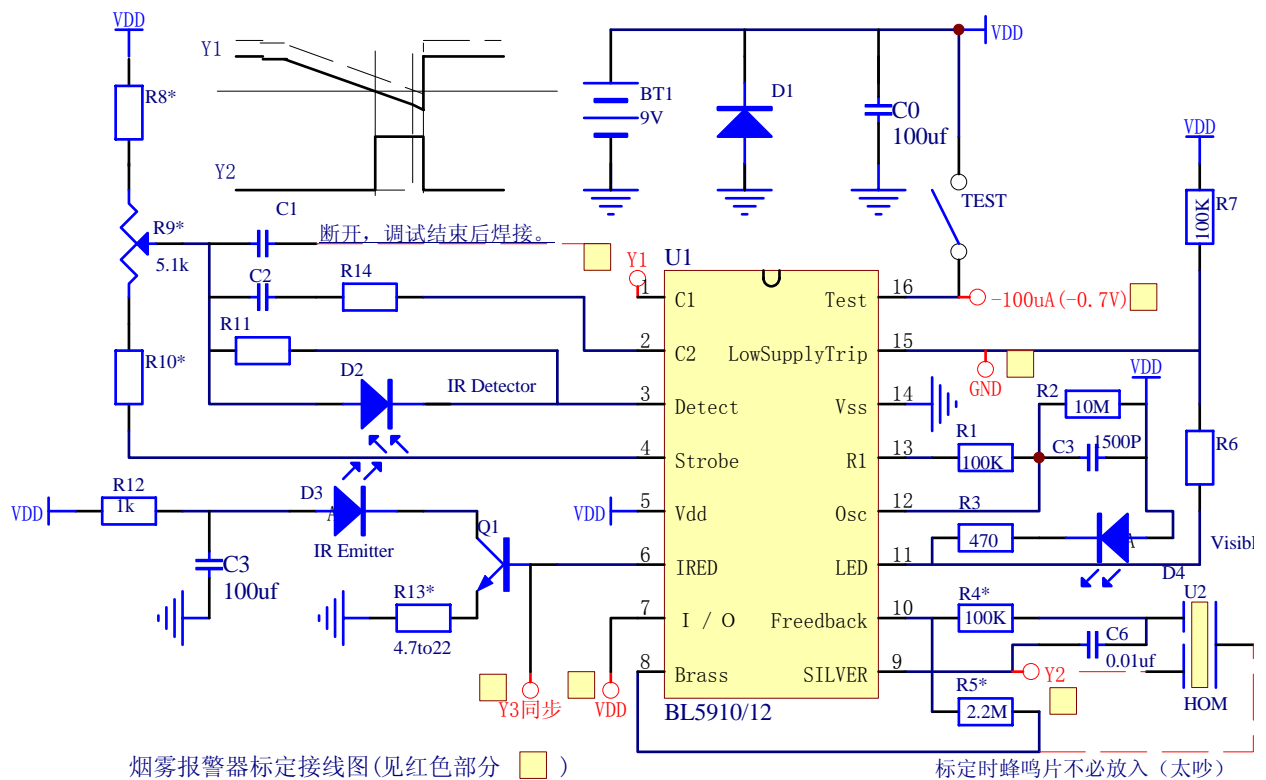 VDD
R8*
Y1
Y2
BT1
9V
D1
C0
100uf
VDD
VDD
R7
100K
TEST
R9*
5.1k
C1
断开，调试结束后焊接。
C2
R14
R11
R10*
D2
IR Detector
U1
Y1
1
C1
Test
16
-100uA(-0.7V)
2
C2
LowSupplyTrip
15
GND
VDD
3
Detect
Vss
14
R2
10M
4
Strobe
R1
13
R1
100K
C3
1500P
R6
R12
1k
VDD
D3
A
IR Emitter
Q1
VDD
5
Vdd
Osc
12
R3
470
A
D4
Visibl
C3
100uf
6
IRED
LED
11
R13*
4.7to22
7
I / O
Freedback
10
R4*
100K
C6
0.01uf
U2
HOM
8
Brass
SILVER
9
Y2
R5*
2.2M
Y3同步
VDD
BL5910/12
烟雾报警器标定接线图(见红色部分 )
标定时蜂鸣片不必放入（太吵）